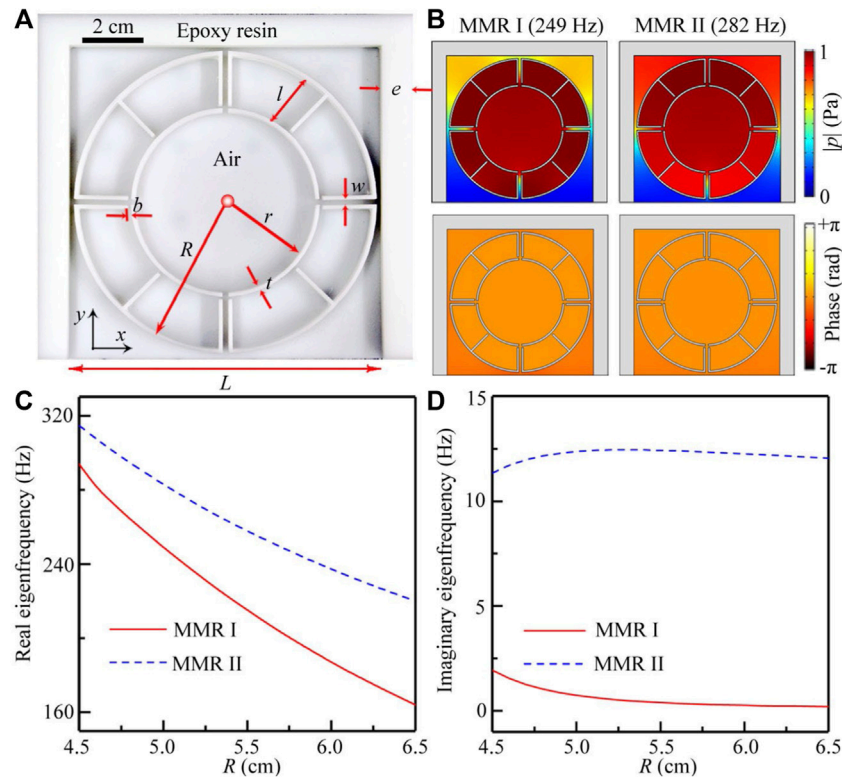 A
2 cm
Epoxy resin
e
l
Air
w
b
r
R
t
y
x
L
B
MMR I (249 Hz)
MMR II (282 Hz)
1
|p| (Pa)
0
+π
Phase (rad)
-π
C
320
240
160
Real eigenfrequency (Hz)
MMR I
MMR II
4.5 5.0 5.5 6.0 6.5
R (cm)
D
15
10
5
0
Imaginary eigenfrequency (Hz)
MMR I
MMR II
4.5 5.0 5.5 6.0 6.5
R (cm)